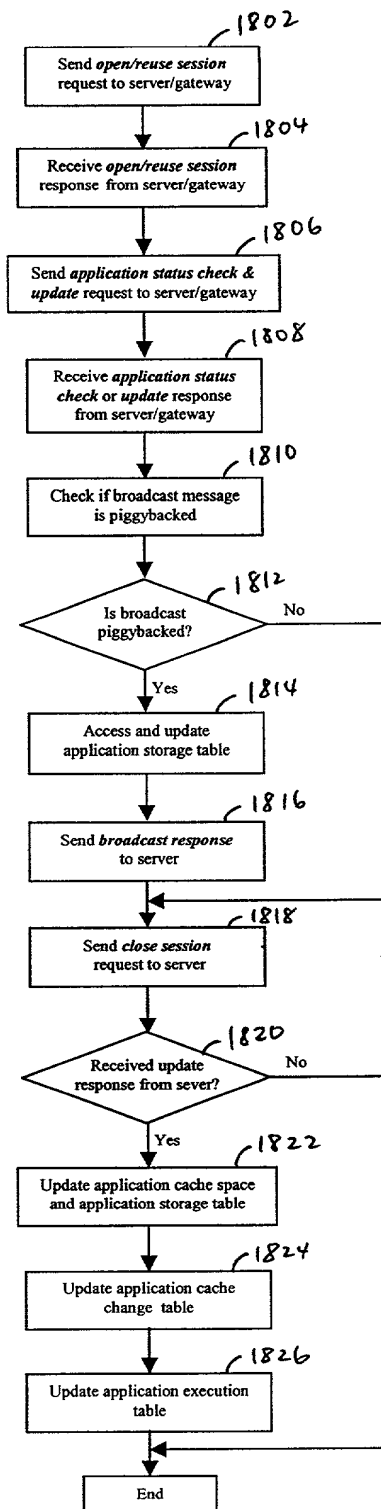 1802
Send open/reuse session
request to server/gateway
1804
Receive open/reuse session
response from server/gateway
1806
Send application status check &
update request to server/gateway
1808
Receive application status
check or update response
from server/gateway
1810
Check if broadcast message
is piggybacked
1812
Is broadcast
piggybacked?
No
Yes
1814
Access and update
application storage table
1816
Send broadcast response
to server
1818
Send close session
request to server
1820
Received update
response from sever?
No
Yes
1822
Update application cache space
and application storage table
1824
Update application cache
change table
1826
Update application execution
table
End